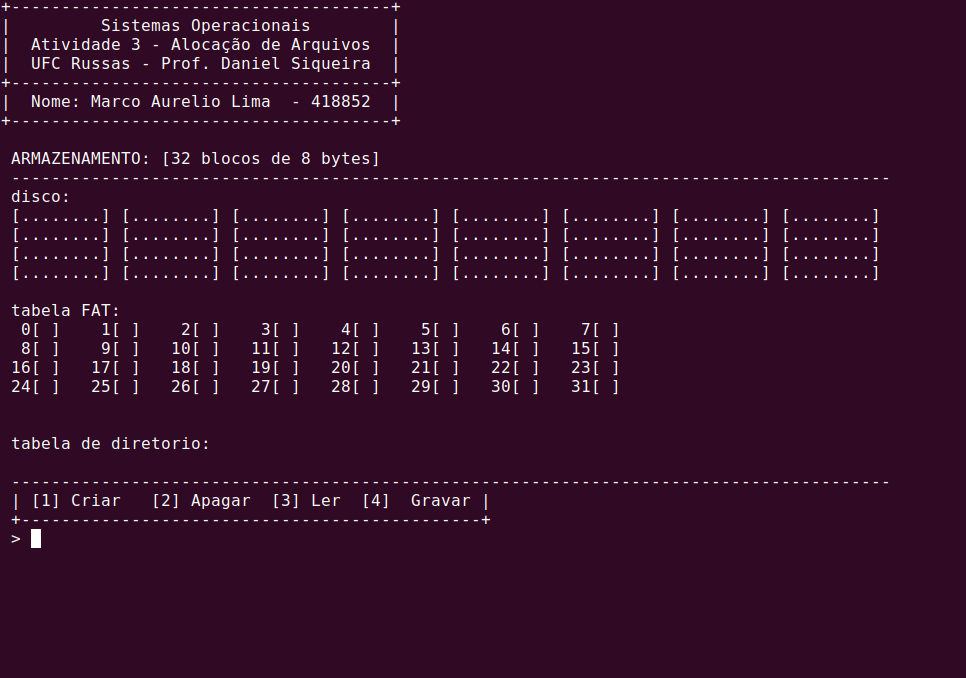 +--------------------------------------+
|         Sistemas Operacionais        |
|  Atividade 3 - Alocação de Arquivos  |
|  UFC Russas - Prof. Daniel Siqueira  |
+--------------------------------------+
|  Nome: Marco Aurelio Lima  - 418852  |
+--------------------------------------+
ARMAZENAMENTO: [32 blocos de 8 bytes]
----------------------------------------------------------------------------------------
disco:
[........] [........] [........] [........] [........] [........] [........] [........]
[........] [........] [........] [........] [........] [........] [........] [........]
[........] [........] [........] [........] [........] [........] [........] [........]
[........] [........] [........] [........] [........] [........] [........] [........]
tabela FAT:
 0[ ]    1[ ]    2[ ]    3[ ]    4[ ]    5[ ]    6[ ]    7[ ]
 8[ ]    9[ ]   10[ ]   11[ ]   12[ ]   13[ ]   14[ ]   15[ ]
16[ ]   17[ ]   18[ ]   19[ ]   20[ ]   21[ ]   22[ ]   23[ ]
24[ ]   25[ ]   26[ ]   27[ ]   28[ ]   29[ ]   30[ ]   31[ ]
tabela de diretorio:
----------------------------------------------------------------------------------------
| [1] Criar   [2] Apagar  [3] Ler  [4]  Gravar |
+----------------------------------------------+
>